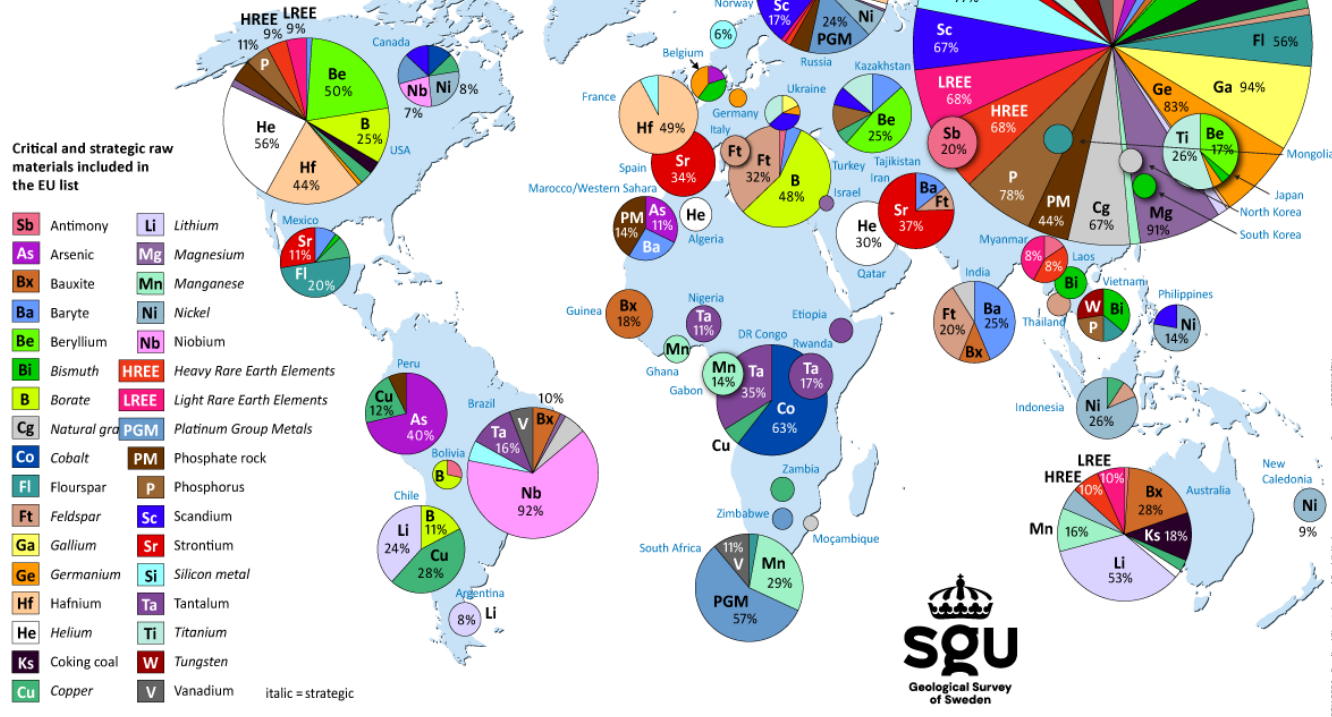 HREE
9%
LREE
9%
11%
P
Be
50%
B
25%
He
56%
Hf
44%
USA
Canada
Nb
7%
Ni
8%
Critical and strategic raw
materials included in
the EU list
Sb Antimony
As Arsenic
Bx Bauxite
Ba Baryte
Be Beryllium
Bi Bismuth
B Borate
Cg Natural gra
Co Cobalt
Fl Flourspar
Ft Feldspar
Ga Gallium
Ge Germanium
Hf Hafnium
He Helium
Ks Coking coal
Cu Copper
Li Lithium
Mg Magnesium
Mn Manganese
Ni Nickel
Nb Niobium
HREE Heavy Rare Earth Elements
LREE Light Rare Earth Elements
PGM Platinum Group Metals
PM Phosphate rock
P Phosphorus
Sc Scandium
Sr Strontium
Si Silicon metal
Ta Tantalum
Ti Titanium
W Tungsten
V Vanadium
italic = strategic
Mexico
Sr
11%
Fl
20%
Peru
Cu
12%
As
40%
Brazil
10%
Bx
V
Ta
16%
Nb
92%
Bolivia
B
Chile
Li
24%
B
11%
Cu
28%
Argentina
8%
Li
Norway
6%
Sc
17%
24%
PGM
Ni
Russia
Belgium
France
Hf 49%
Germany
Ukraine
Kazakhstan
Be
25%
Italy
Ft
Ft
32%
B
48%
Spain
Sr
34%
Turkey
Tajikistan
Iran
Israel
Marocco/Western Sahara
PM
14%
As
11%
Ba
He
Algeria
He
30%
Qatar
Sr
37%
Ba
Ft
Guinea
Bx
18%
Nigeria
Ta
11%
Mn
Ghana
Gabon
Mn
14%
DR Congo
Ta
35%
Co
63%
Cu
Etiopia
Rwanda
Ta
17%
Zambia
Zimbabwe
Moçambique
South Africa
11%
V
Mn
29%
PGM
57%
77%
Sc
67%
LREE
68%
HREE
68%
Sb
20%
P
78%
PM
44%
Cg
67%
Mg
91%
Ge
83%
Ga 94%
Fl 56%
Ti
26%
Be
17%
Mongolia
Japan
North Korea
South Korea
Myanmar
8%
8%
Laos
Bi
Thailand
Vietnam
W
Bi
P
Philippines
Ni
14%
India
Ft
20%
Ba
25%
Bx
Indonesia
Ni
26%
LREE
10%
HREE
10%
Bx
28%
Ks 18%
Mn
16%
Li
53%
Australia
New
Caledonia
Ni
9%
sgu
Geological Survey
of Sweden